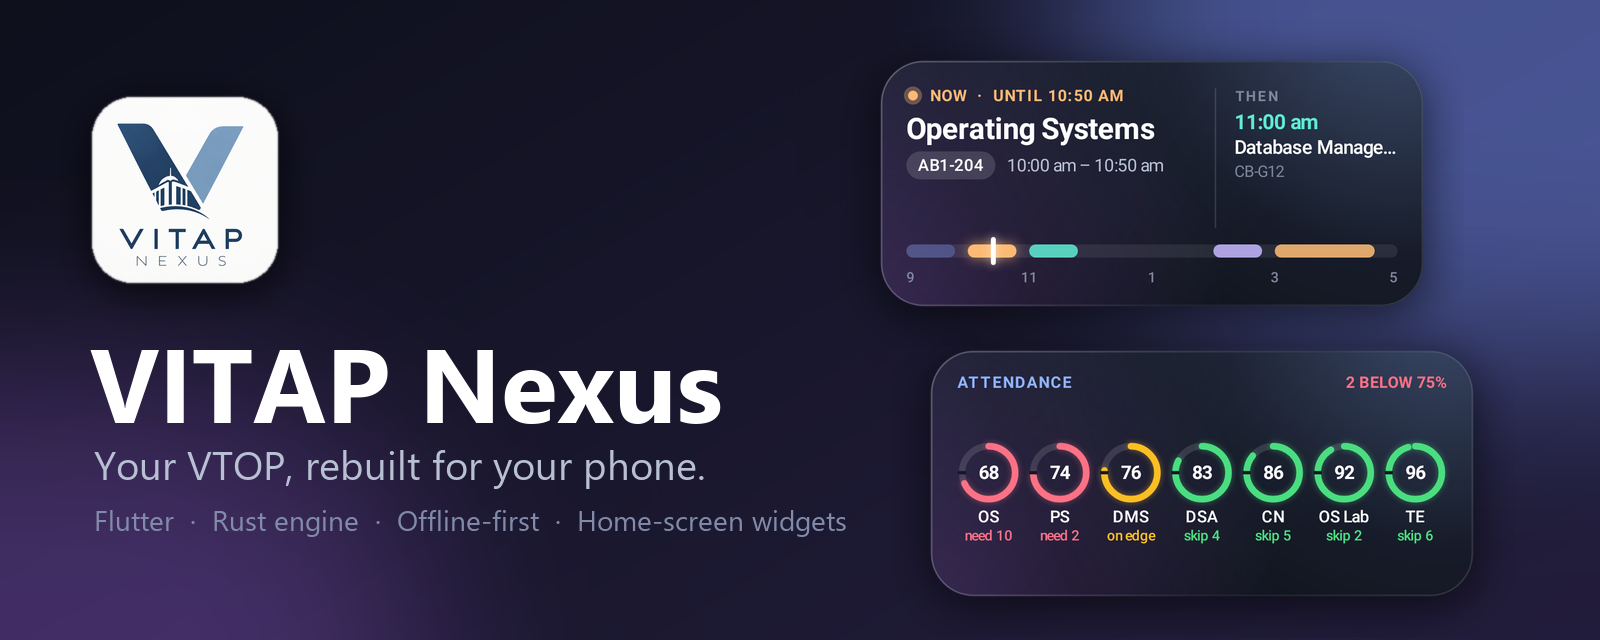 VITAP
NEXUS
VITAP Nexus
Your VTOP, rebuilt for your phone.
Flutter · Rust engine · Offline-first · Home-screen widgets
NOW · UNTIL 10:50 AM
Operating Systems
AB1-204 10:00 am – 10:50 am
THEN
11:00 am
Database Manage...
CB-G12
9 11 1 3 5
ATTENDANCE 2 BELOW 75%
68 74 76 83 86 92 96
OS PS DMS DSA CN OS Lab TE
need 10 need 2 on edge skip 4 skip 5 skip 2 skip 6